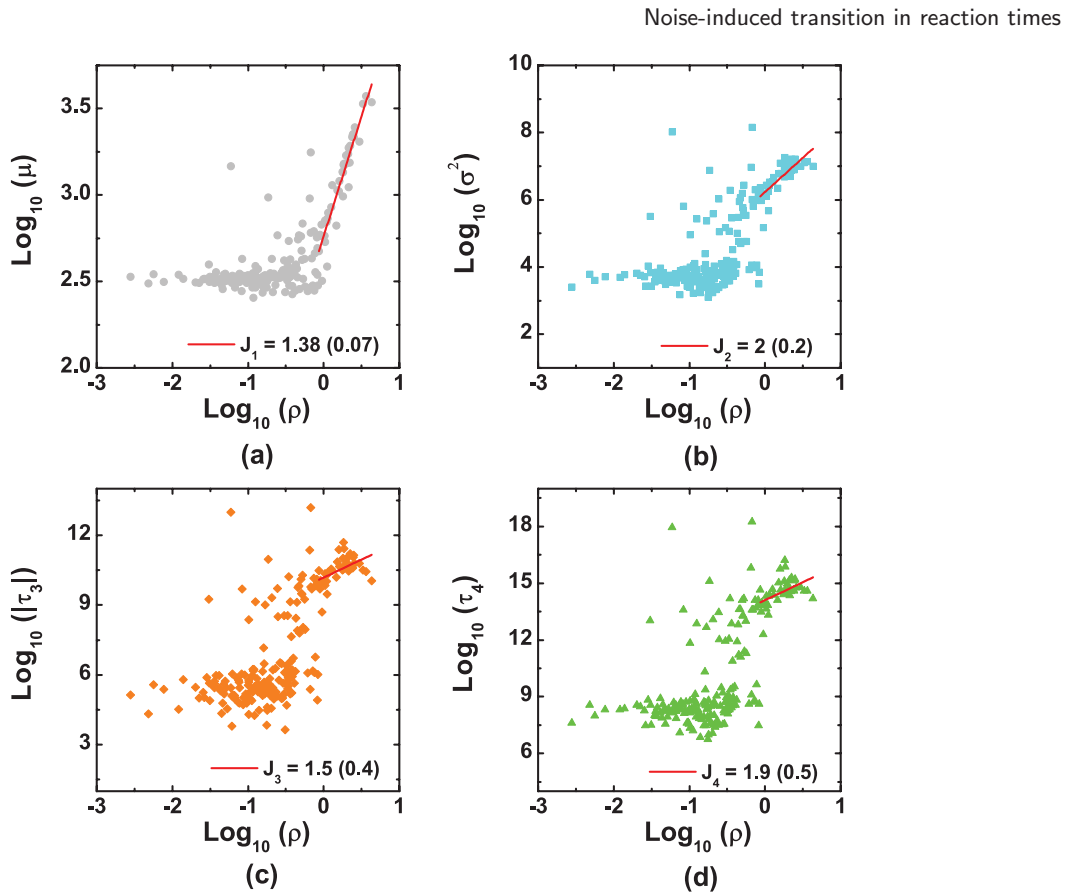 Noise-induced transition in reaction times
3.5
3.0
2.5
2.0
Log10 (μ)
J1 = 1.38 (0.07)
-3 -2 -1 0 1
Log10 (ρ)
(a)
10
8
6
4
2
Log10 (σ²)
J2 = 2 (0.2)
-3 -2 -1 0 1
Log10 (ρ)
(b)
12
9
6
3
Log10 (|τ3|)
J3 = 1.5 (0.4)
-3 -2 -1 0 1
Log10 (ρ)
(c)
18
15
12
9
6
Log10 (τ4)
J4 = 1.9 (0.5)
-3 -2 -1 0 1
Log10 (ρ)
(d)